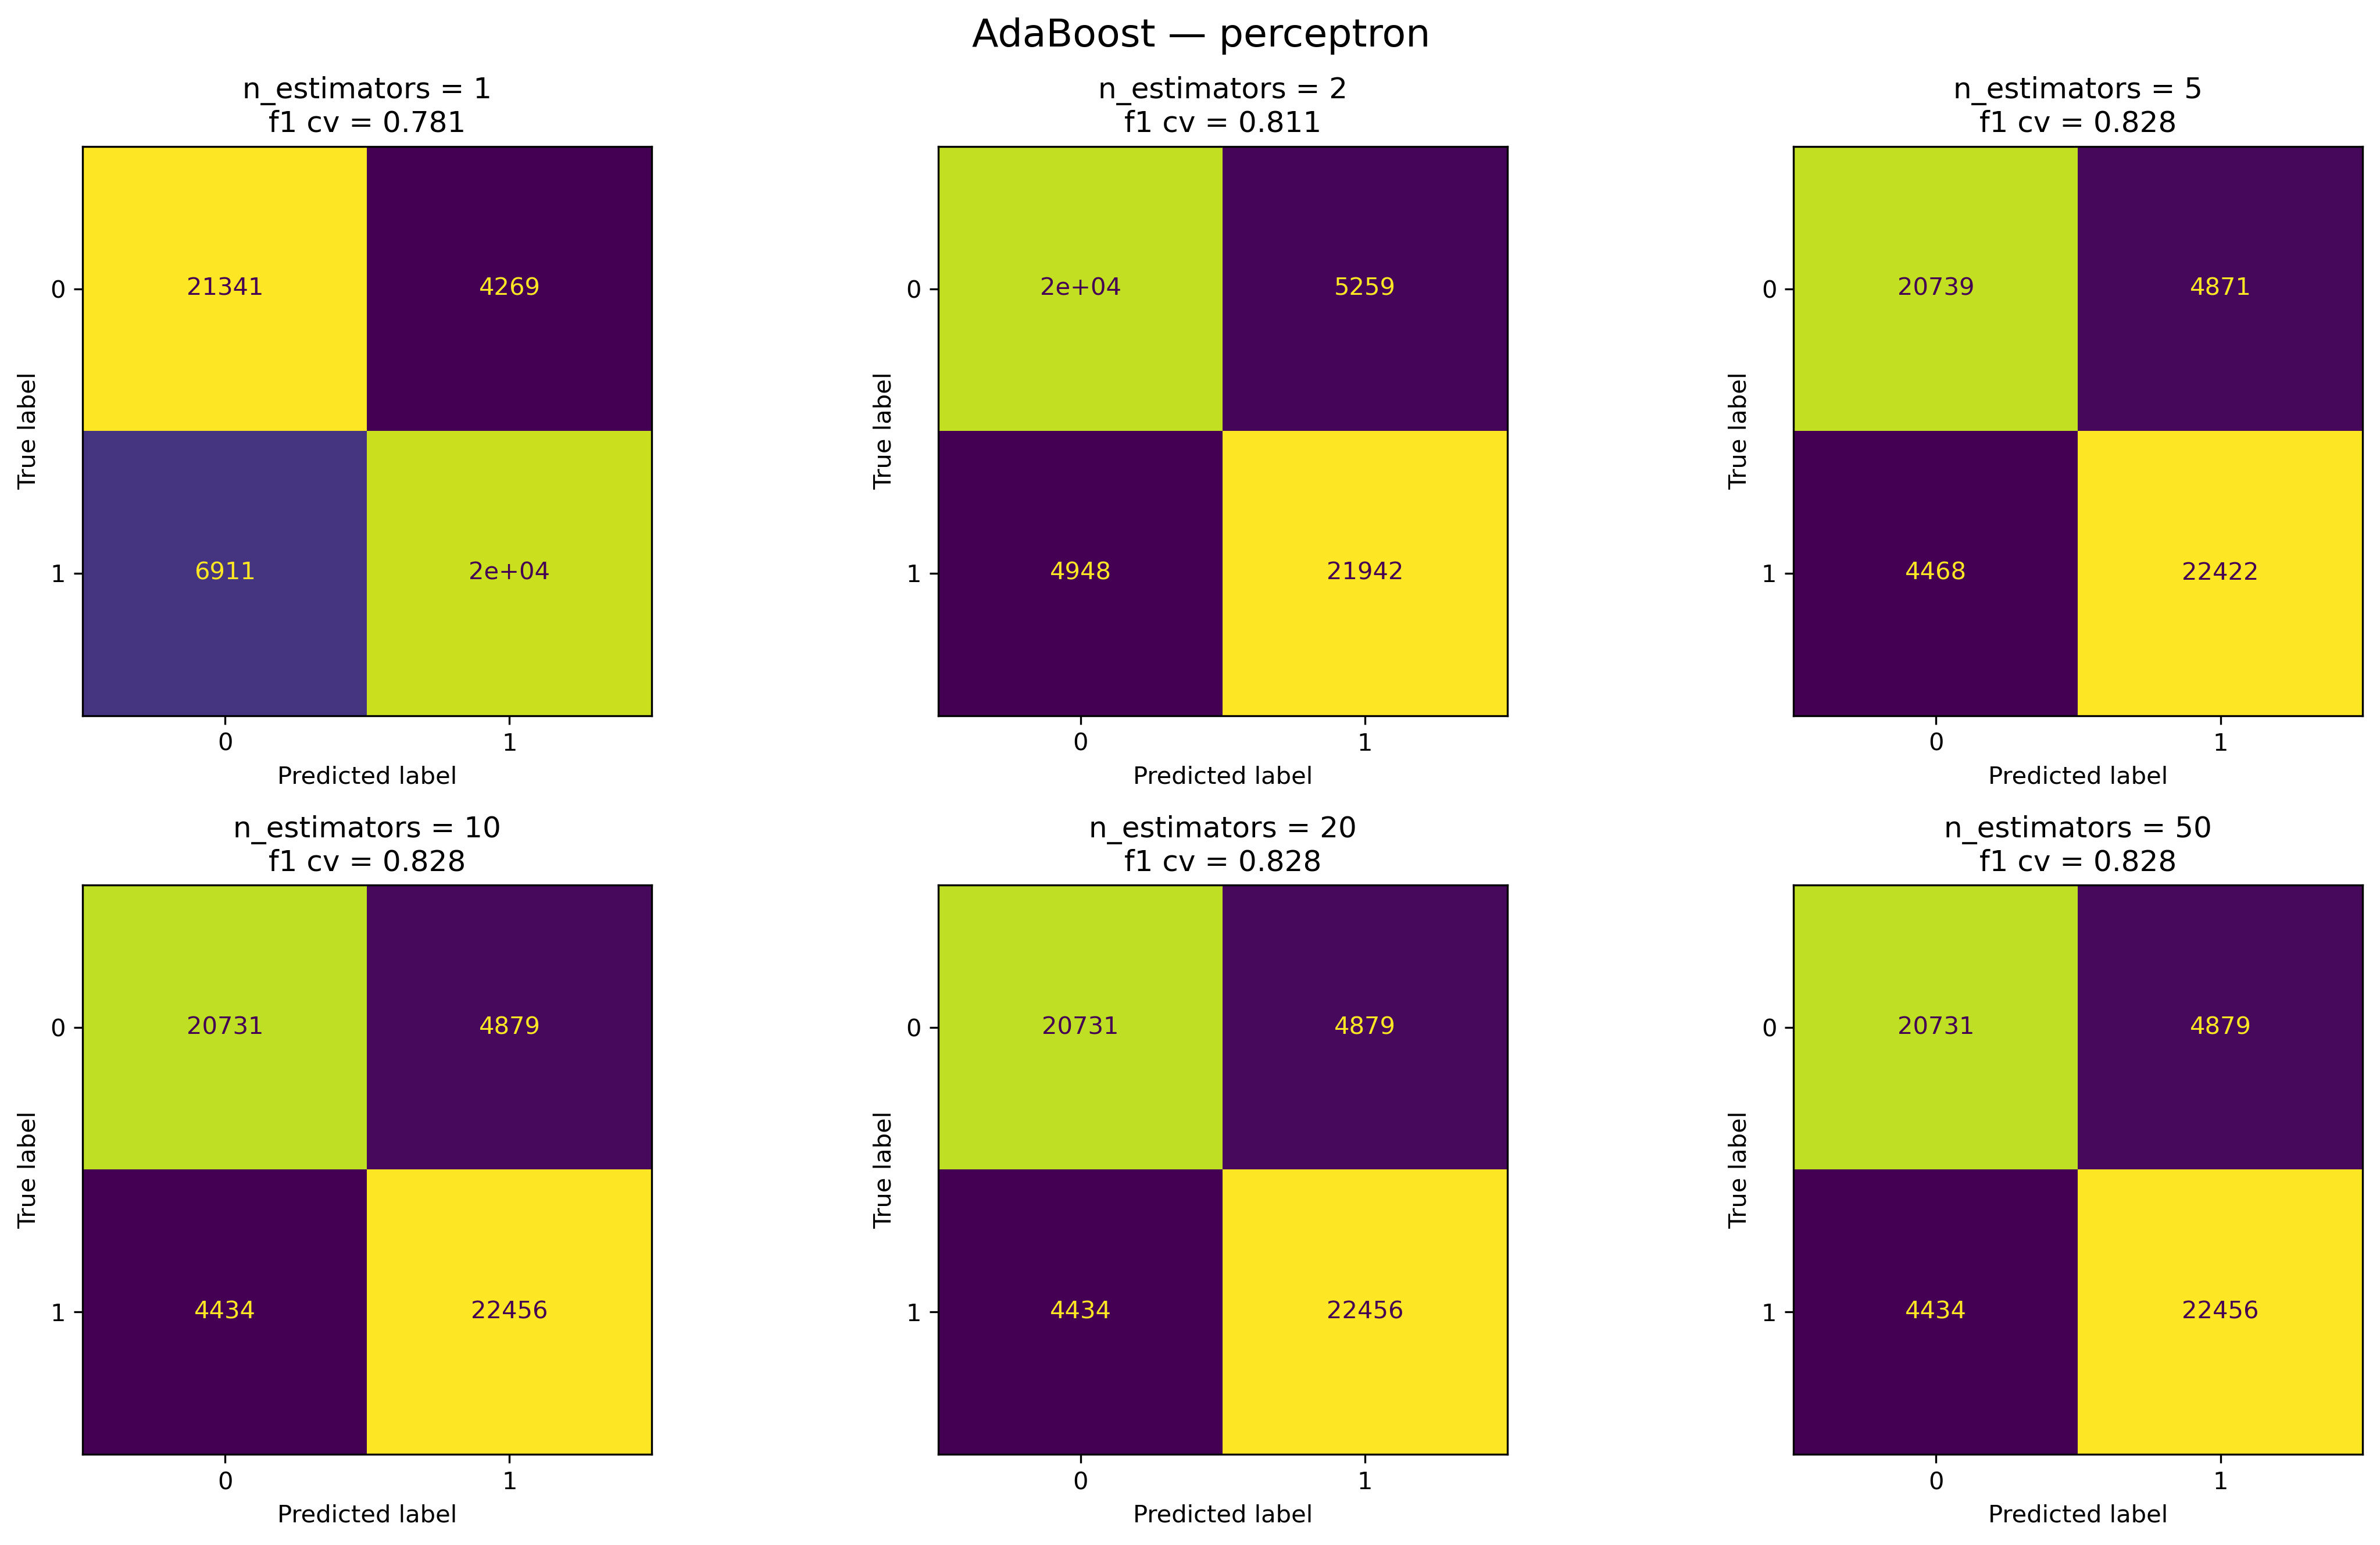 AdaBoost — perceptron
n_estimators = 1
f1 cv = 0.781
True label
0
21341
4269
1
6911
2e+04
0
1
Predicted label
n_estimators = 2
f1 cv = 0.811
True label
0
2e+04
5259
1
4948
21942
0
1
Predicted label
n_estimators = 5
f1 cv = 0.828
True label
0
20739
4871
1
4468
22422
0
1
Predicted label
n_estimators = 10
f1 cv = 0.828
True label
0
20731
4879
1
4434
22456
0
1
Predicted label
n_estimators = 20
f1 cv = 0.828
True label
0
20731
4879
1
4434
22456
0
1
Predicted label
n_estimators = 50
f1 cv = 0.828
True label
0
20731
4879
1
4434
22456
0
1
Predicted label